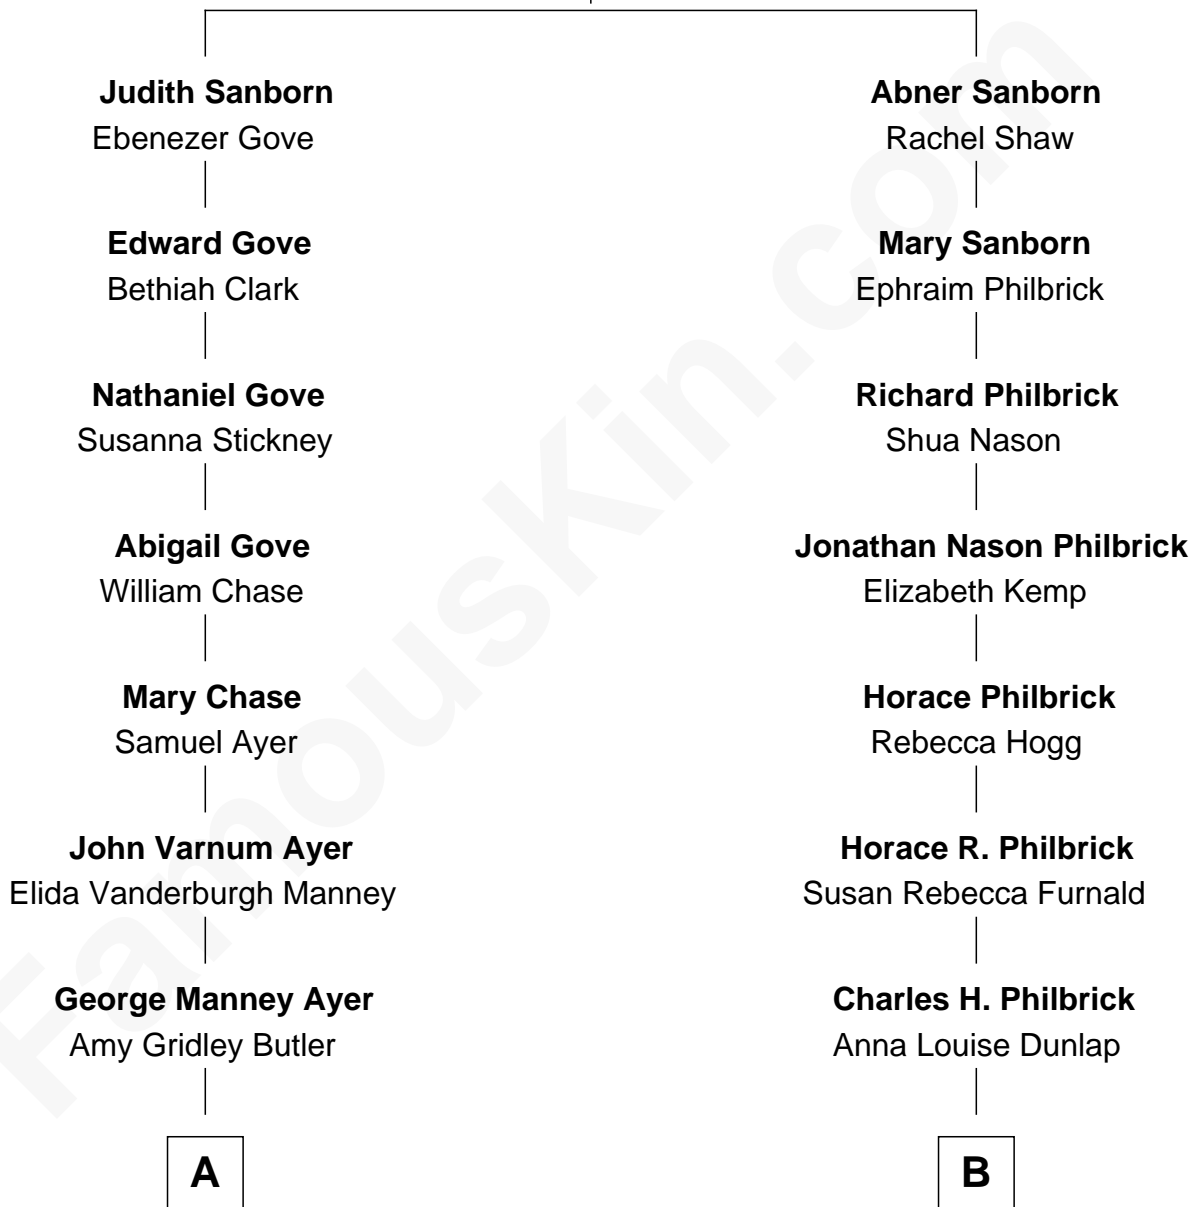 Judith Sanborn
Ebenezer Gove
Abner Sanborn
Rachel Shaw
Edward Gove
Bethiah Clark
Mary Sanborn
Ephraim Philbrick
Nathaniel Gove
Susanna Stickney
Richard Philbrick
Shua Nason
Abigail Gove
William Chase
Jonathan Nason Philbrick
Elizabeth Kemp
Mary Chase
Samuel Ayer
Horace Philbrick
Rebecca Hogg
John Varnum Ayer
Elida Vanderburgh Manney
Horace R. Philbrick
Susan Rebecca Furnald
George Manney Ayer
Amy Gridley Butler
Charles H. Philbrick
Anna Louise Dunlap
A
B
FamousKin.com